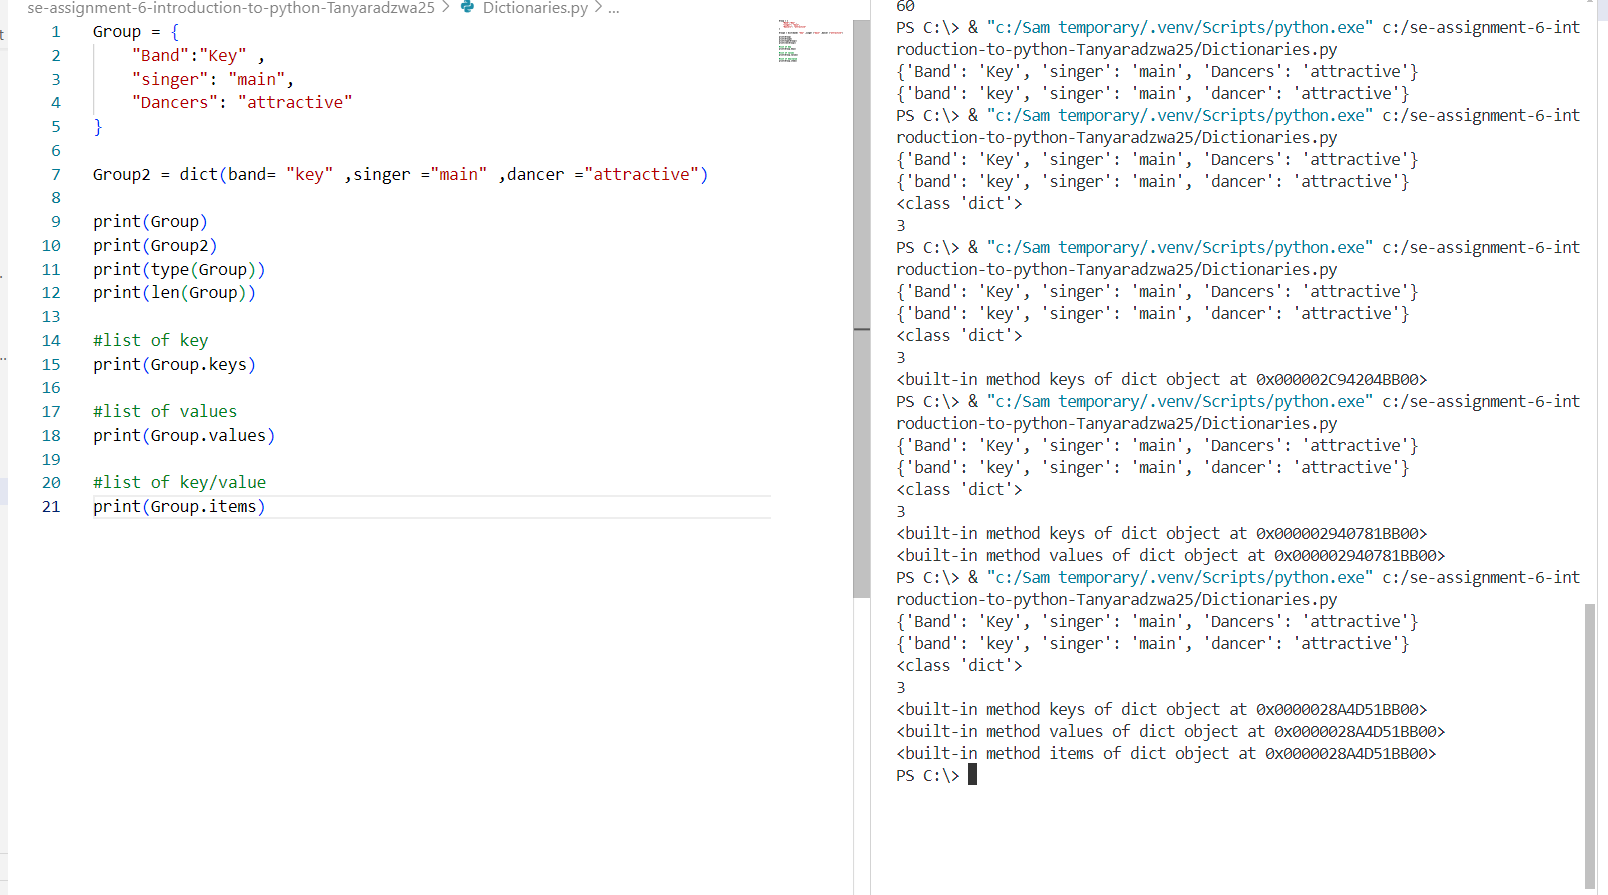 se-assignment-6-introduction-to-python-Tanyaradzwa25 > Dictionaries.py > ...
1 Group = {
2 "Band":"Key" ,
3 "singer": "main",
4 "Dancers": "attractive"
5 }
6
7 Group2 = dict(band= "key" ,singer ="main" ,dancer ="attractive")
8
9 print(Group)
10 print(Group2)
11 print(type(Group))
12 print(len(Group))
13
14 #list of key
15 print(Group.keys)
16
17 #list of values
18 print(Group.values)
19
20 #list of key/value
21 print(Group.items)
60
PS C:\> & "c:/Sam temporary/.venv/Scripts/python.exe" c:/se-assignment-6-int
roduction-to-python-Tanyaradzwa25/Dictionaries.py
{'Band': 'Key', 'singer': 'main', 'Dancers': 'attractive'}
{'band': 'key', 'singer': 'main', 'dancer': 'attractive'}
PS C:\> & "c:/Sam temporary/.venv/Scripts/python.exe" c:/se-assignment-6-int
roduction-to-python-Tanyaradzwa25/Dictionaries.py
{'Band': 'Key', 'singer': 'main', 'Dancers': 'attractive'}
{'band': 'key', 'singer': 'main', 'dancer': 'attractive'}
<class 'dict'>
3
PS C:\> & "c:/Sam temporary/.venv/Scripts/python.exe" c:/se-assignment-6-int
roduction-to-python-Tanyaradzwa25/Dictionaries.py
{'Band': 'Key', 'singer': 'main', 'Dancers': 'attractive'}
{'band': 'key', 'singer': 'main', 'dancer': 'attractive'}
<class 'dict'>
3
<built-in method keys of dict object at 0x000002C94204BB00>
PS C:\> & "c:/Sam temporary/.venv/Scripts/python.exe" c:/se-assignment-6-int
roduction-to-python-Tanyaradzwa25/Dictionaries.py
{'Band': 'Key', 'singer': 'main', 'Dancers': 'attractive'}
{'band': 'key', 'singer': 'main', 'dancer': 'attractive'}
<class 'dict'>
3
<built-in method keys of dict object at 0x000002940781BB00>
<built-in method values of dict object at 0x000002940781BB00>
PS C:\> & "c:/Sam temporary/.venv/Scripts/python.exe" c:/se-assignment-6-int
roduction-to-python-Tanyaradzwa25/Dictionaries.py
{'Band': 'Key', 'singer': 'main', 'Dancers': 'attractive'}
{'band': 'key', 'singer': 'main', 'dancer': 'attractive'}
<class 'dict'>
3
<built-in method keys of dict object at 0x0000028A4D51BB00>
<built-in method values of dict object at 0x0000028A4D51BB00>
<built-in method items of dict object at 0x0000028A4D51BB00>
PS C:\>